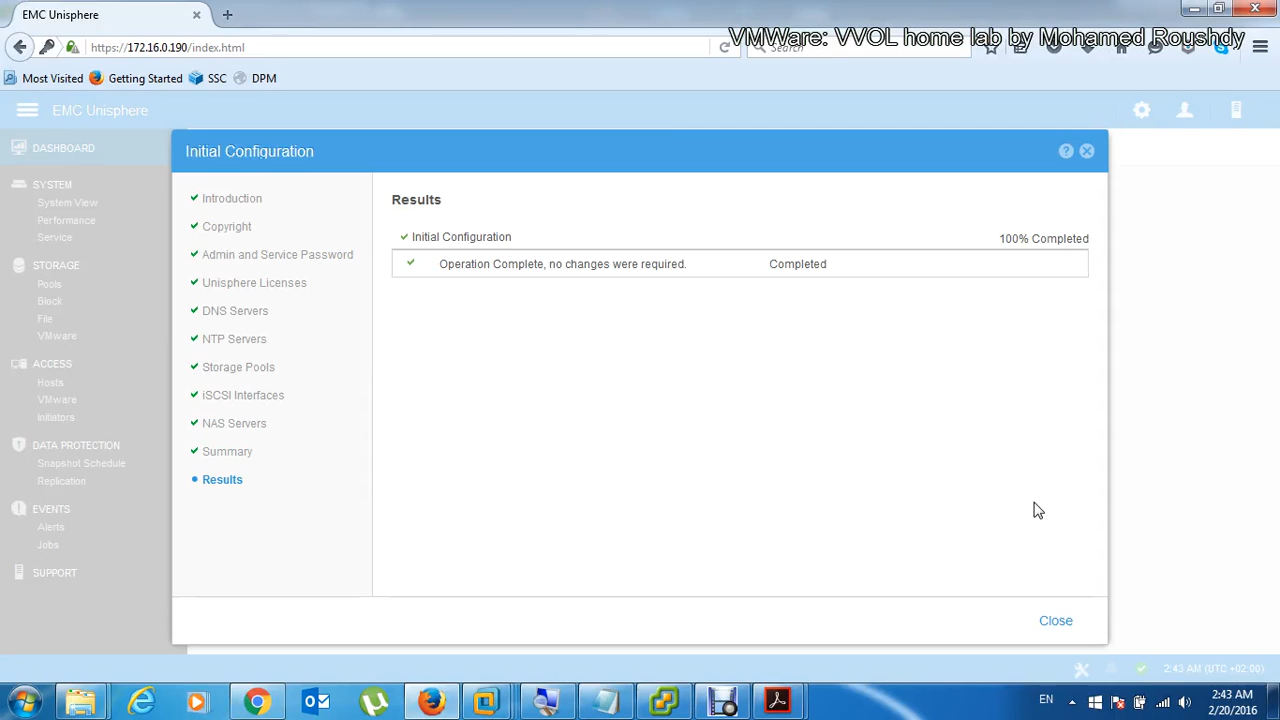 EMC Unisphere
VMWare: VVOL home lab by Mohamed Roushdy
https://172.16.0.190/index.html
Search
Most Visited
Getting Started
SSC
DPM
EMC Unisphere
DASHBOARD
SYSTEM
System View
Performance
Service
STORAGE
Pools
Block
File
VMware
ACCESS
Hosts
VMware
Initiators
DATA PROTECTION
Snapshot Schedule
Replication
EVENTS
Alerts
Jobs
SUPPORT
Initial Configuration
Introduction
Copyright
Admin and Service Password
Unisphere Licenses
DNS Servers
NTP Servers
Storage Pools
iSCSI Interfaces
NAS Servers
Summary
Results
Results
Initial Configuration
100% Completed
Operation Complete, no changes were required.
Completed
Close
2:43 AM (UTC +02:00)
EN
2:43 AM
2/20/2016